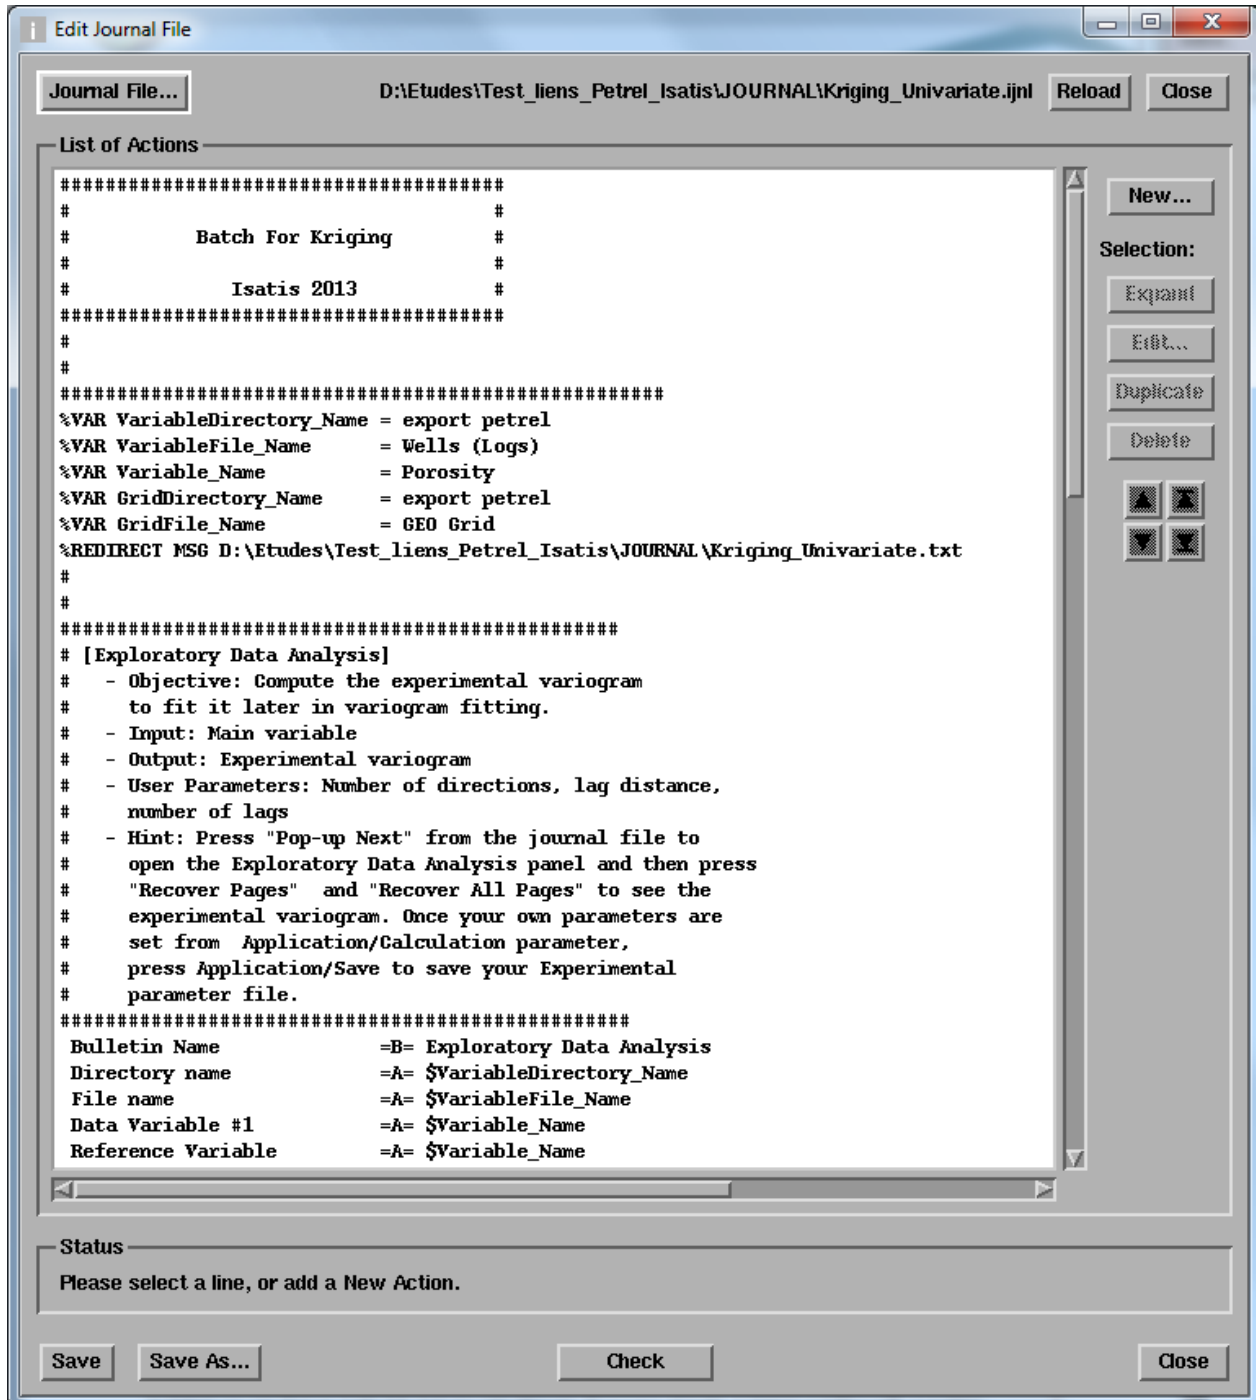 Edit Journal File
Journal File... D:\Etudes\Test_liens_Petrel_Isatis\JOURNAL\Kriging_Univariate.ijnl Reload Close
List of Actions
#######################################
# #
# Batch For Kriging #
# #
# Isatis 2013 #
#######################################
#
#
#####################################################
%VAR VariableDirectory_Name = export petrel
%VAR VariableFile_Name = Wells (Logs)
%VAR Variable_Name = Porosity
%VAR GridDirectory_Name = export petrel
%VAR GridFile_Name = GEO Grid
%REDIRECT MSG D:\Etudes\Test_liens_Petrel_Isatis\JOURNAL\Kriging_Univariate.txt
#
#
#################################################
# [Exploratory Data Analysis]
# - Objective: Compute the experimental variogram
# to fit it later in variogram fitting.
# - Input: Main variable
# - Output: Experimental variogram
# - User Parameters: Number of directions, lag distance,
# number of lags
# - Hint: Press "Pop-up Next" from the journal file to
# open the Exploratory Data Analysis panel and then press
# "Recover Pages" and "Recover All Pages" to see the
# experimental variogram. Once your own parameters are
# set from Application/Calculation parameter,
# press Application/Save to save your Experimental
# parameter file.
##################################################
Bulletin Name =B= Exploratory Data Analysis
Directory name =A= $VariableDirectory_Name
File name =A= $VariableFile_Name
Data Variable #1 =A= $Variable_Name
Reference Variable =A= $Variable_Name
New...
Selection:
Expand
Edit...
Duplicate
Delete
Status
Please select a line, or add a New Action.
Save Save As... Check Close